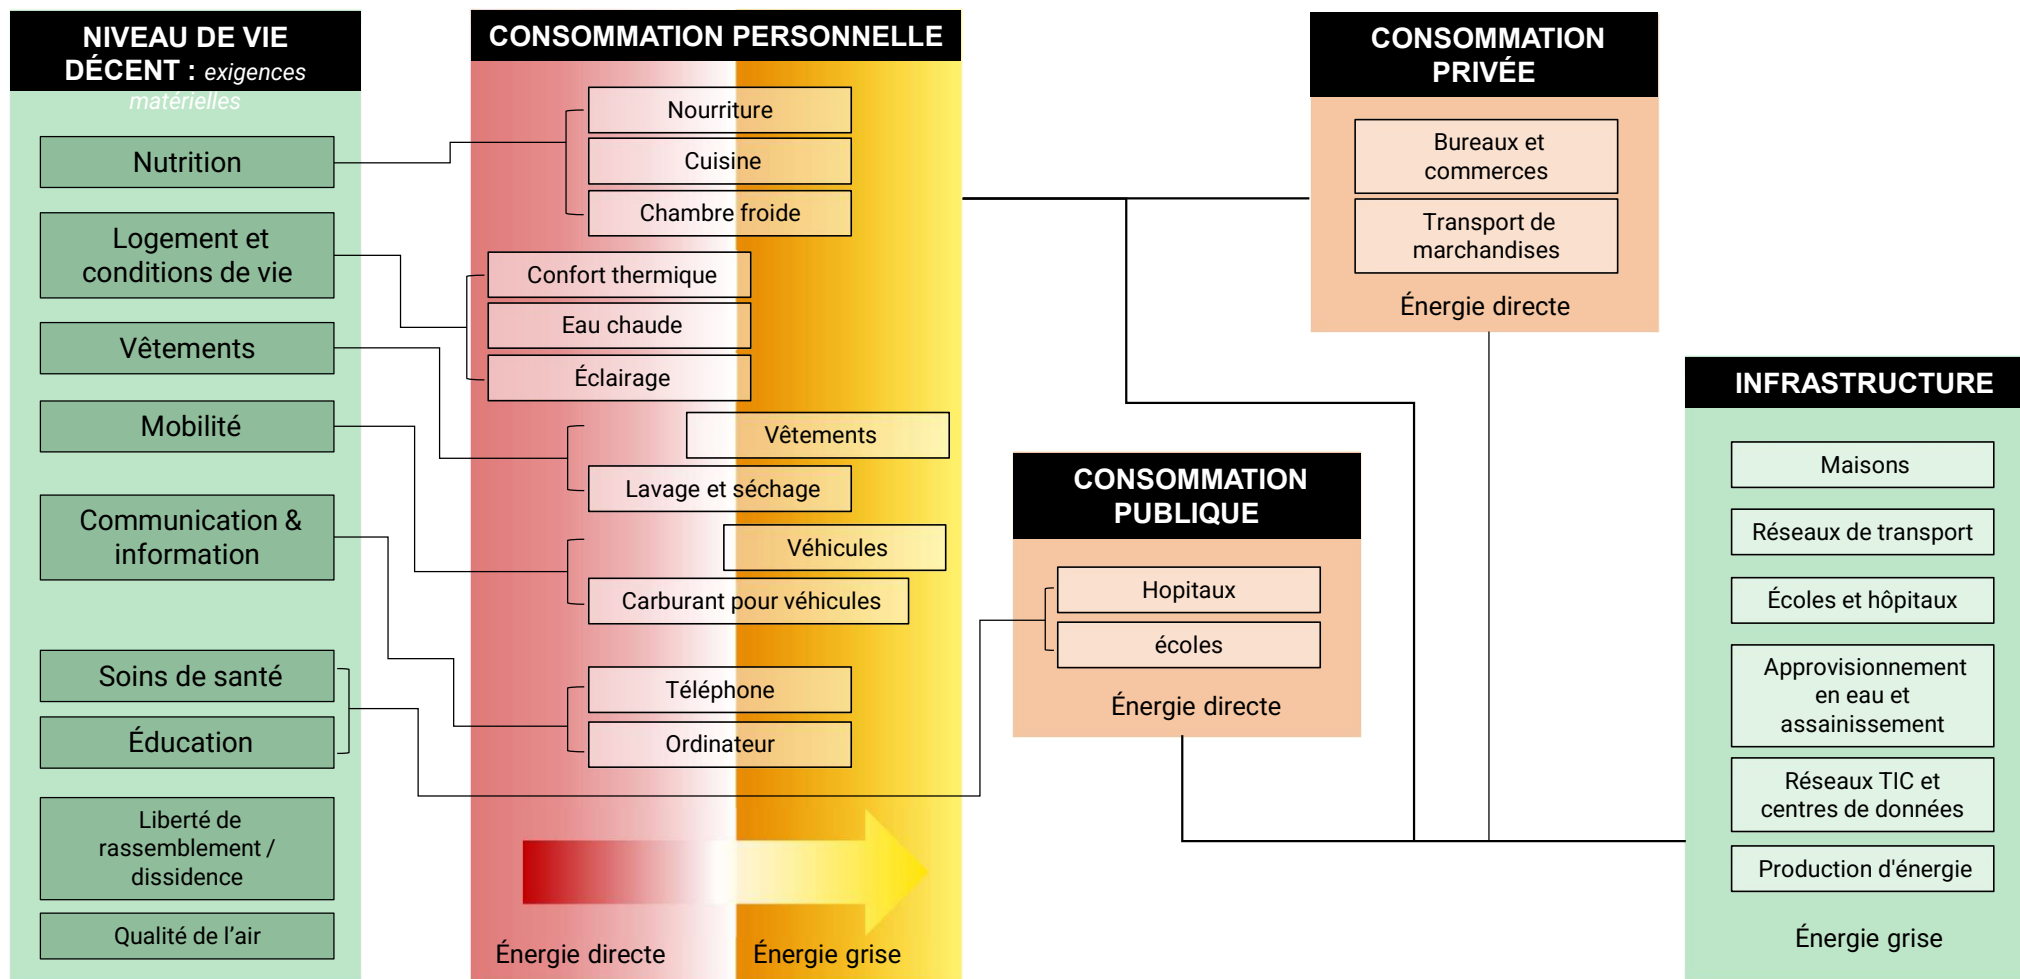 NIVEAU DE VIE
DÉCENT : exigences
matérielles
Nutrition
Logement et
conditions de vie
Vêtements
Mobilité
Communication &
information
Soins de santé
Éducation
Liberté de
rassemblement /
dissidence
Qualité de l’air
CONSOMMATION PERSONNELLE
Nourriture
Cuisine
Chambre froide
Confort thermique
Eau chaude
Éclairage
Vêtements
Lavage et séchage
Véhicules
Carburant pour véhicules
Téléphone
Ordinateur
Énergie directe
Énergie grise
CONSOMMATION
PRIVÉE
Bureaux et
commerces
Transport de
marchandises
Énergie directe
CONSOMMATION
PUBLIQUE
Hopitaux
écoles
Énergie directe
INFRASTRUCTURE
Maisons
Réseaux de transport
Écoles et hôpitaux
Approvisionnement
en eau et
assainissement
Réseaux TIC et
centres de données
Production d'énergie
Énergie grise